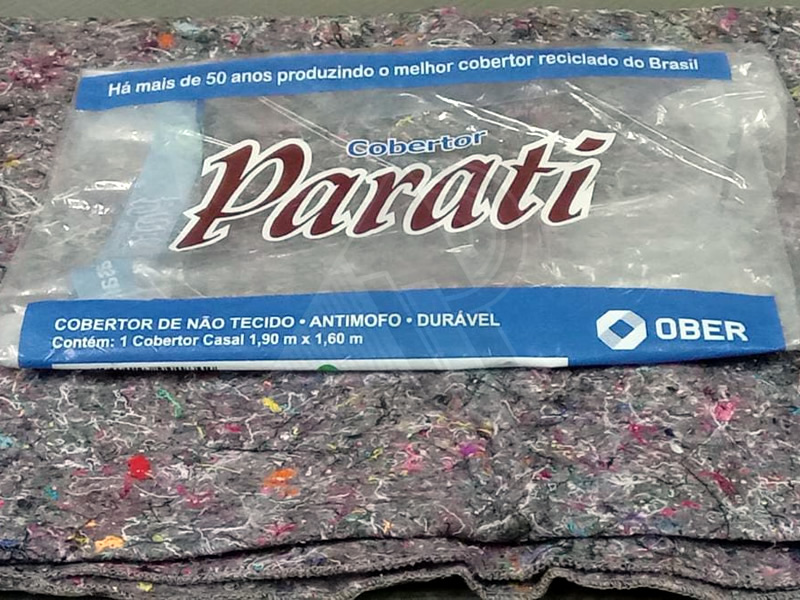 Há mais de 50 anos produzindo o melhor cobertor reciclado do Brasil
Cobertor
Parati
COBERTOR DE NÃO TECIDO • ANTIMOFO • DURÁVEL
Contém: 1 Cobertor Casal 1,90 m x 1,60 m
OBER